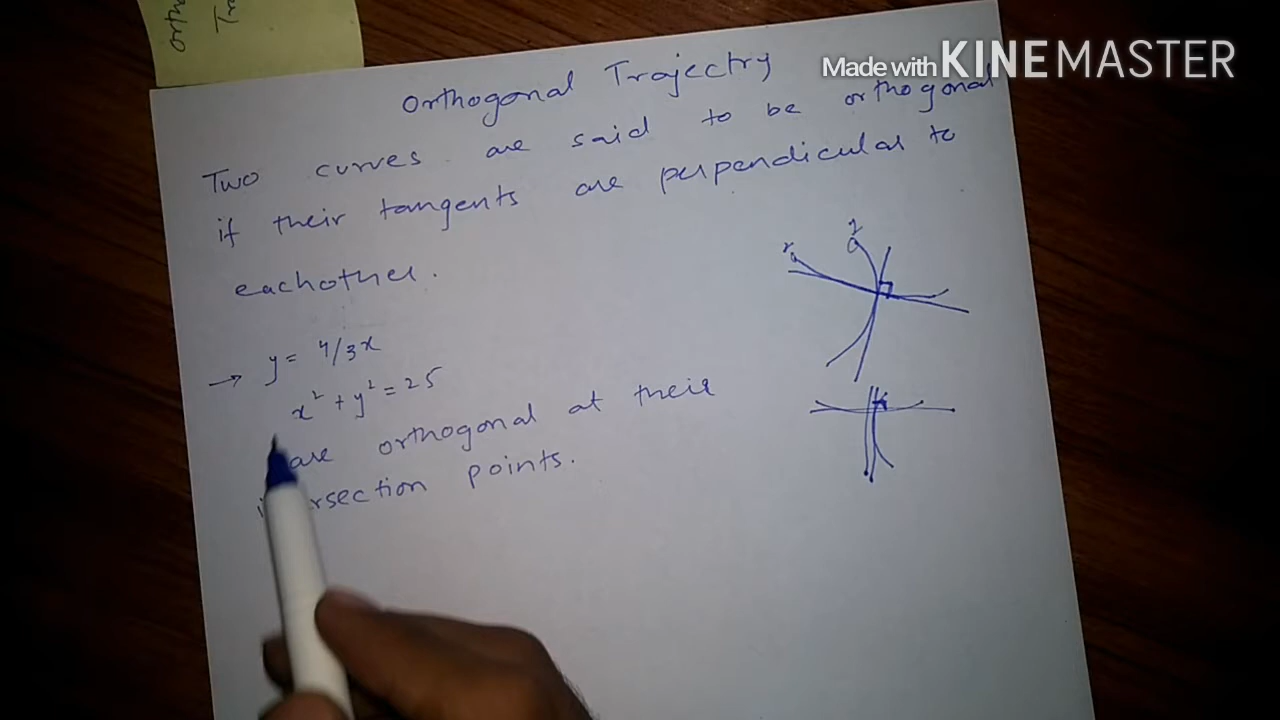 Made with KINEMASTER
Orthogonal Trajectry
Two curves are said to be orthogonal
if their tangents are perpendicular to
eachother.
→ y = 4/3x
x² + y² = 25
are orthogonal at their
rsection points.